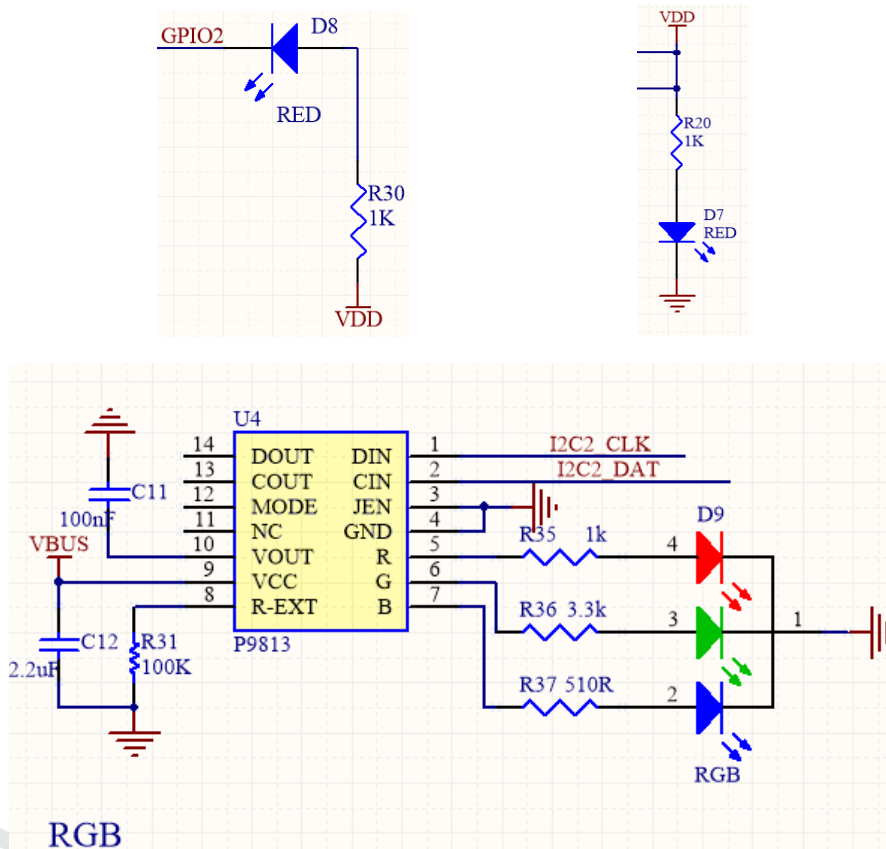 GPIO2
D8
RED
R30
1K
VDD
VDD
R20
1K
D7
RED
U4
14 DOUT DIN 1 I2C2_CLK
13 COUT CIN 2 I2C2_DAT
12 MODE JEN 3
11 NC GND 4
10 VOUT R 5
9 VCC G 6
8 R-EXT B 7
P9813
C11
100nF
VBUS
C12
2.2uF
R31
100K
R35 1k
R36 3.3k
R37 510R
D9
4
3
2
1
RGB
RGB